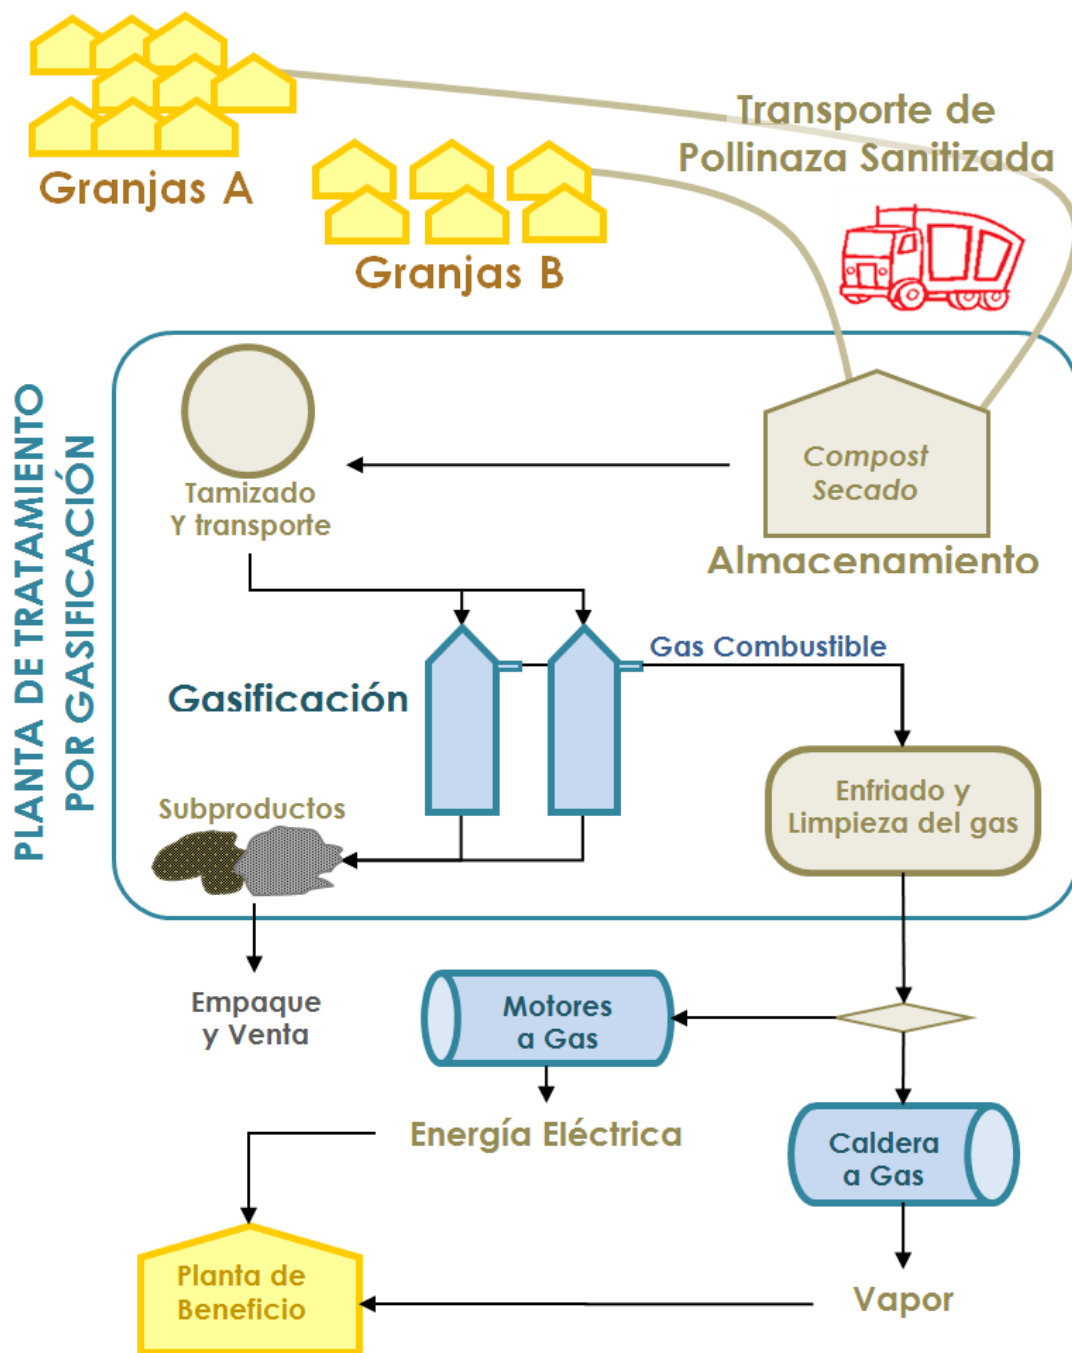 Transporte de
Pollinaza Sanitizada
Granjas A
Granjas B
PLANTA DE TRATAMIENTO
POR GASIFICACIÓN
Compost
Secado
Tamizado
Y transporte
Almacenamiento
Gas Combustible
Gasificación
Enfriado y
Limpieza del gas
Subproductos
Empaque
y Venta
Motores
a Gas
Energía Eléctrica
Caldera
a Gas
Planta de
Beneficio
Vapor